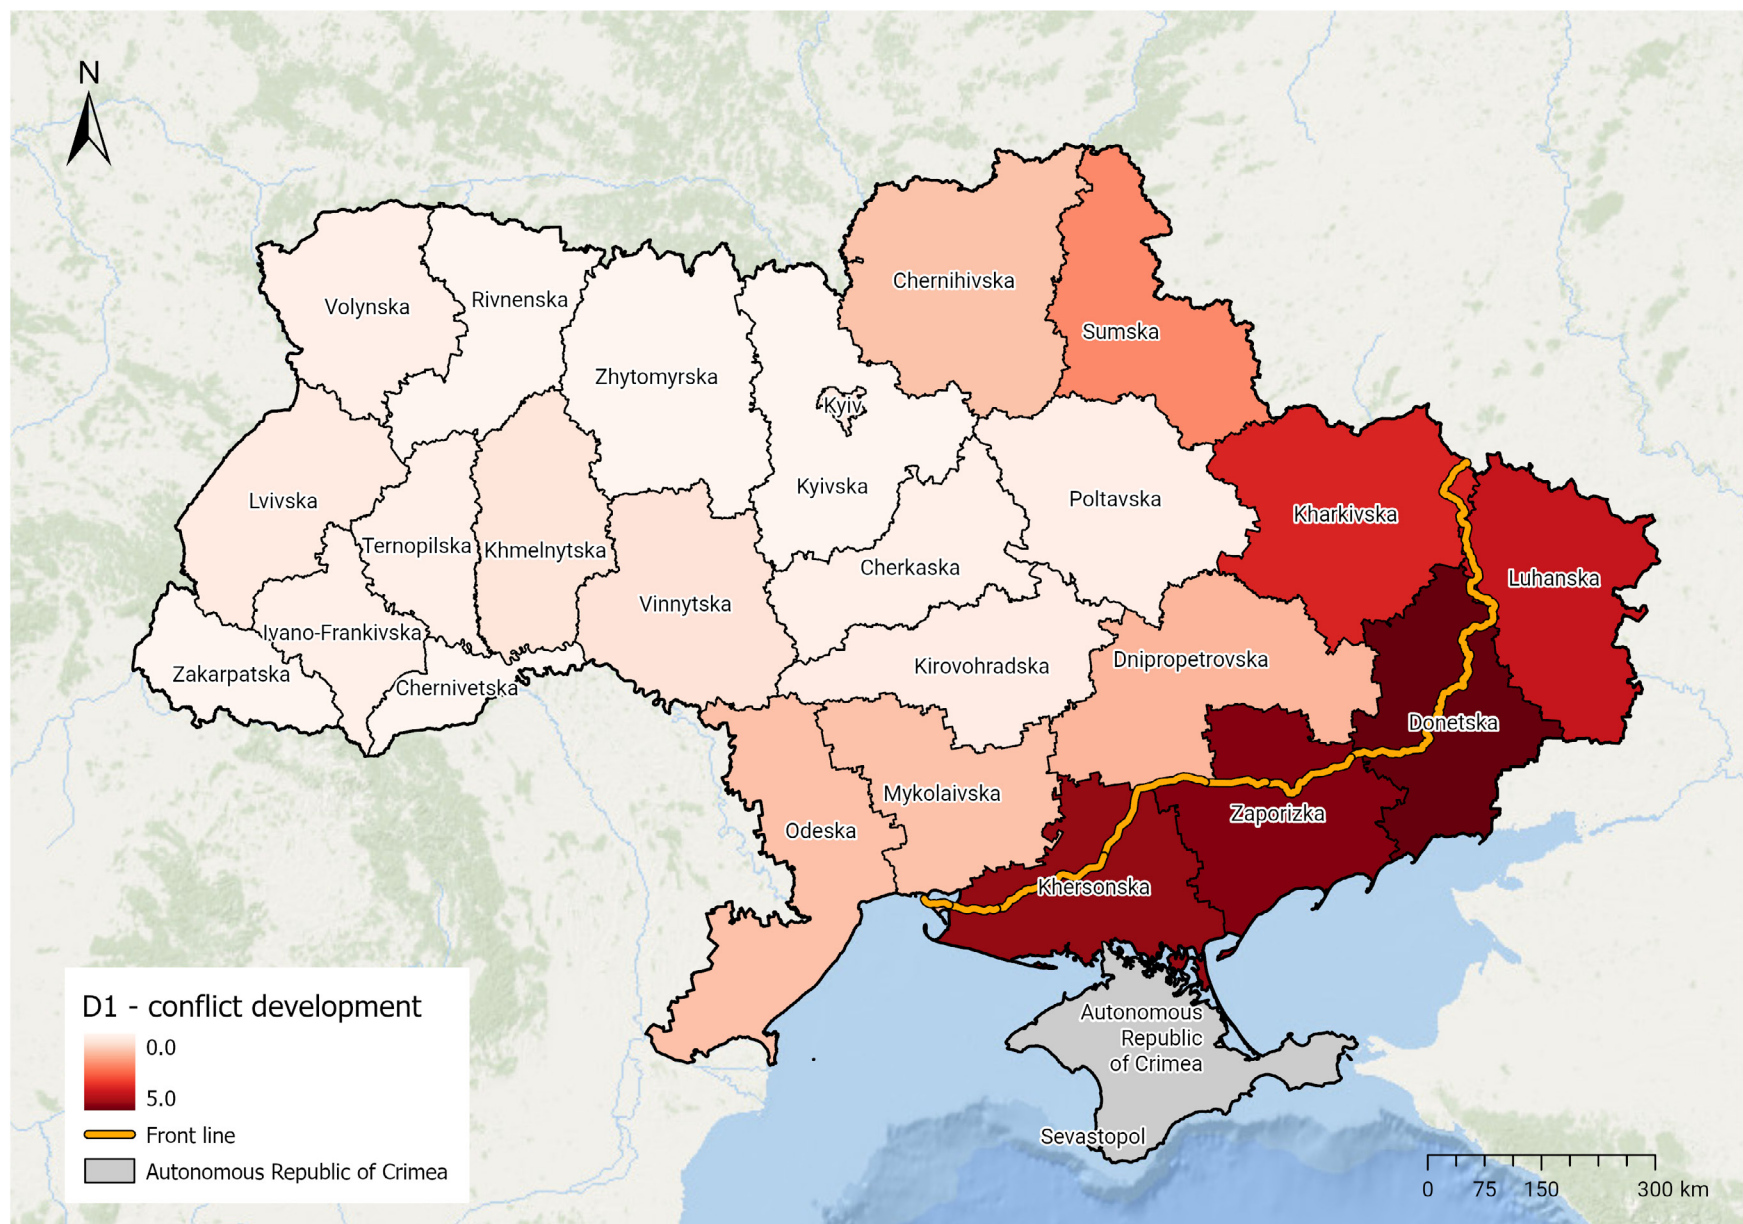 N
Chernihivska
Sumska
Volynska
Rivnenska
Zhytomyrska
Kyiv
Kyivska
Poltavska
Kharkivska
Lvivska
Ternopilska
Khmelnytska
Cherkaska
Luhanska
Vinnytska
Ivano-Frankivska
Zakarpatska
Chernivetska
Kirovohradska
Dnipropetrovska
Donetska
Mykolaivska
Odeska
Zaporizka
Khersonska
Autonomous
Republic
of Crimea
Sevastopol
D1 - conflict development
0.0
5.0
Front line
Autonomous Republic of Crimea
0 75 150 300 km